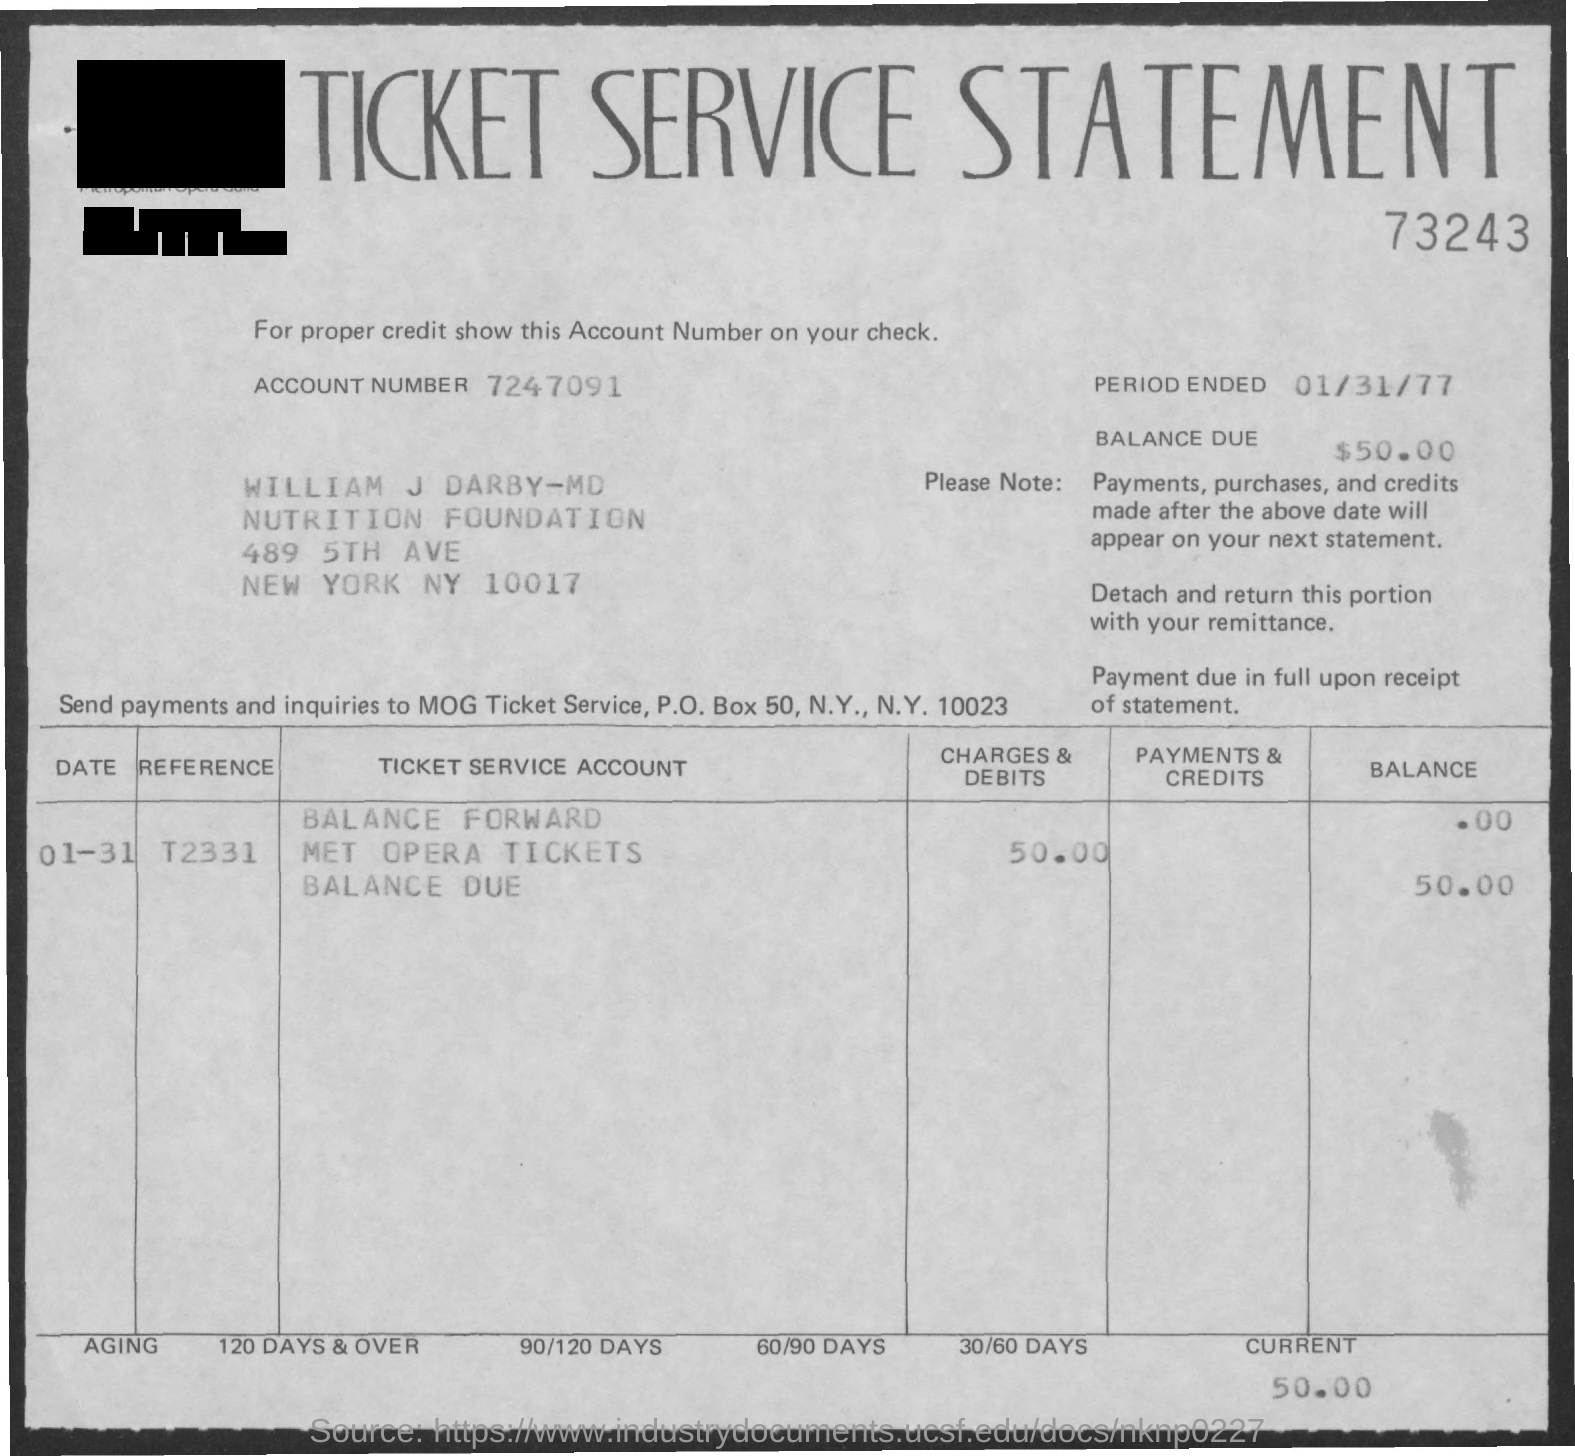 TICKET SERVICE STATEMENT
Metropolitan Opera Guild
73243
For proper credit show this Account Number on your check.
ACCOUNT NUMBER 7247091
PERIOD ENDED 01/31/77
BALANCE DUE $50.00
WILLIAM J DARBY-MD
NUTRITION FOUNDATION
489 5TH AVE
NEW YORK NY 10017
Please Note: Payments, purchases, and credits
made after the above date will
appear on your next statement.
Detach and return this portion
with your remittance.
Payment due in full upon receipt
of statement.
Send payments and inquiries to MOG Ticket Service, P.O. Box 50, N.Y., N.Y. 10023
DATE REFERENCE TICKET SERVICE ACCOUNT CHARGES & DEBITS PAYMENTS & CREDITS BALANCE
BALANCE FORWARD .00
01-31 T2331 MET OPERA TICKETS 50.00
BALANCE DUE 50.00
AGING 120 DAYS & OVER 90/120 DAYS 60/90 DAYS 30/60 DAYS CURRENT
50.00
Source: https://www.industrydocuments.ucsf.edu/docs/nknp0227